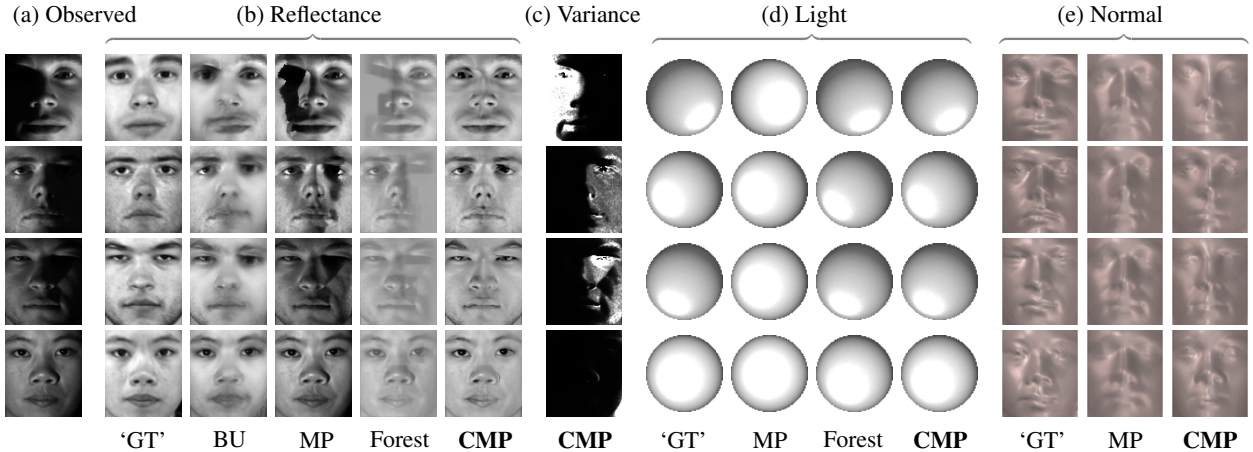 (a) Observed (b) Reflectance (c) Variance (d) Light (e) Normal
‘GT’ BU MP Forest CMP CMP ‘GT’ MP Forest CMP ‘GT’ MP CMP